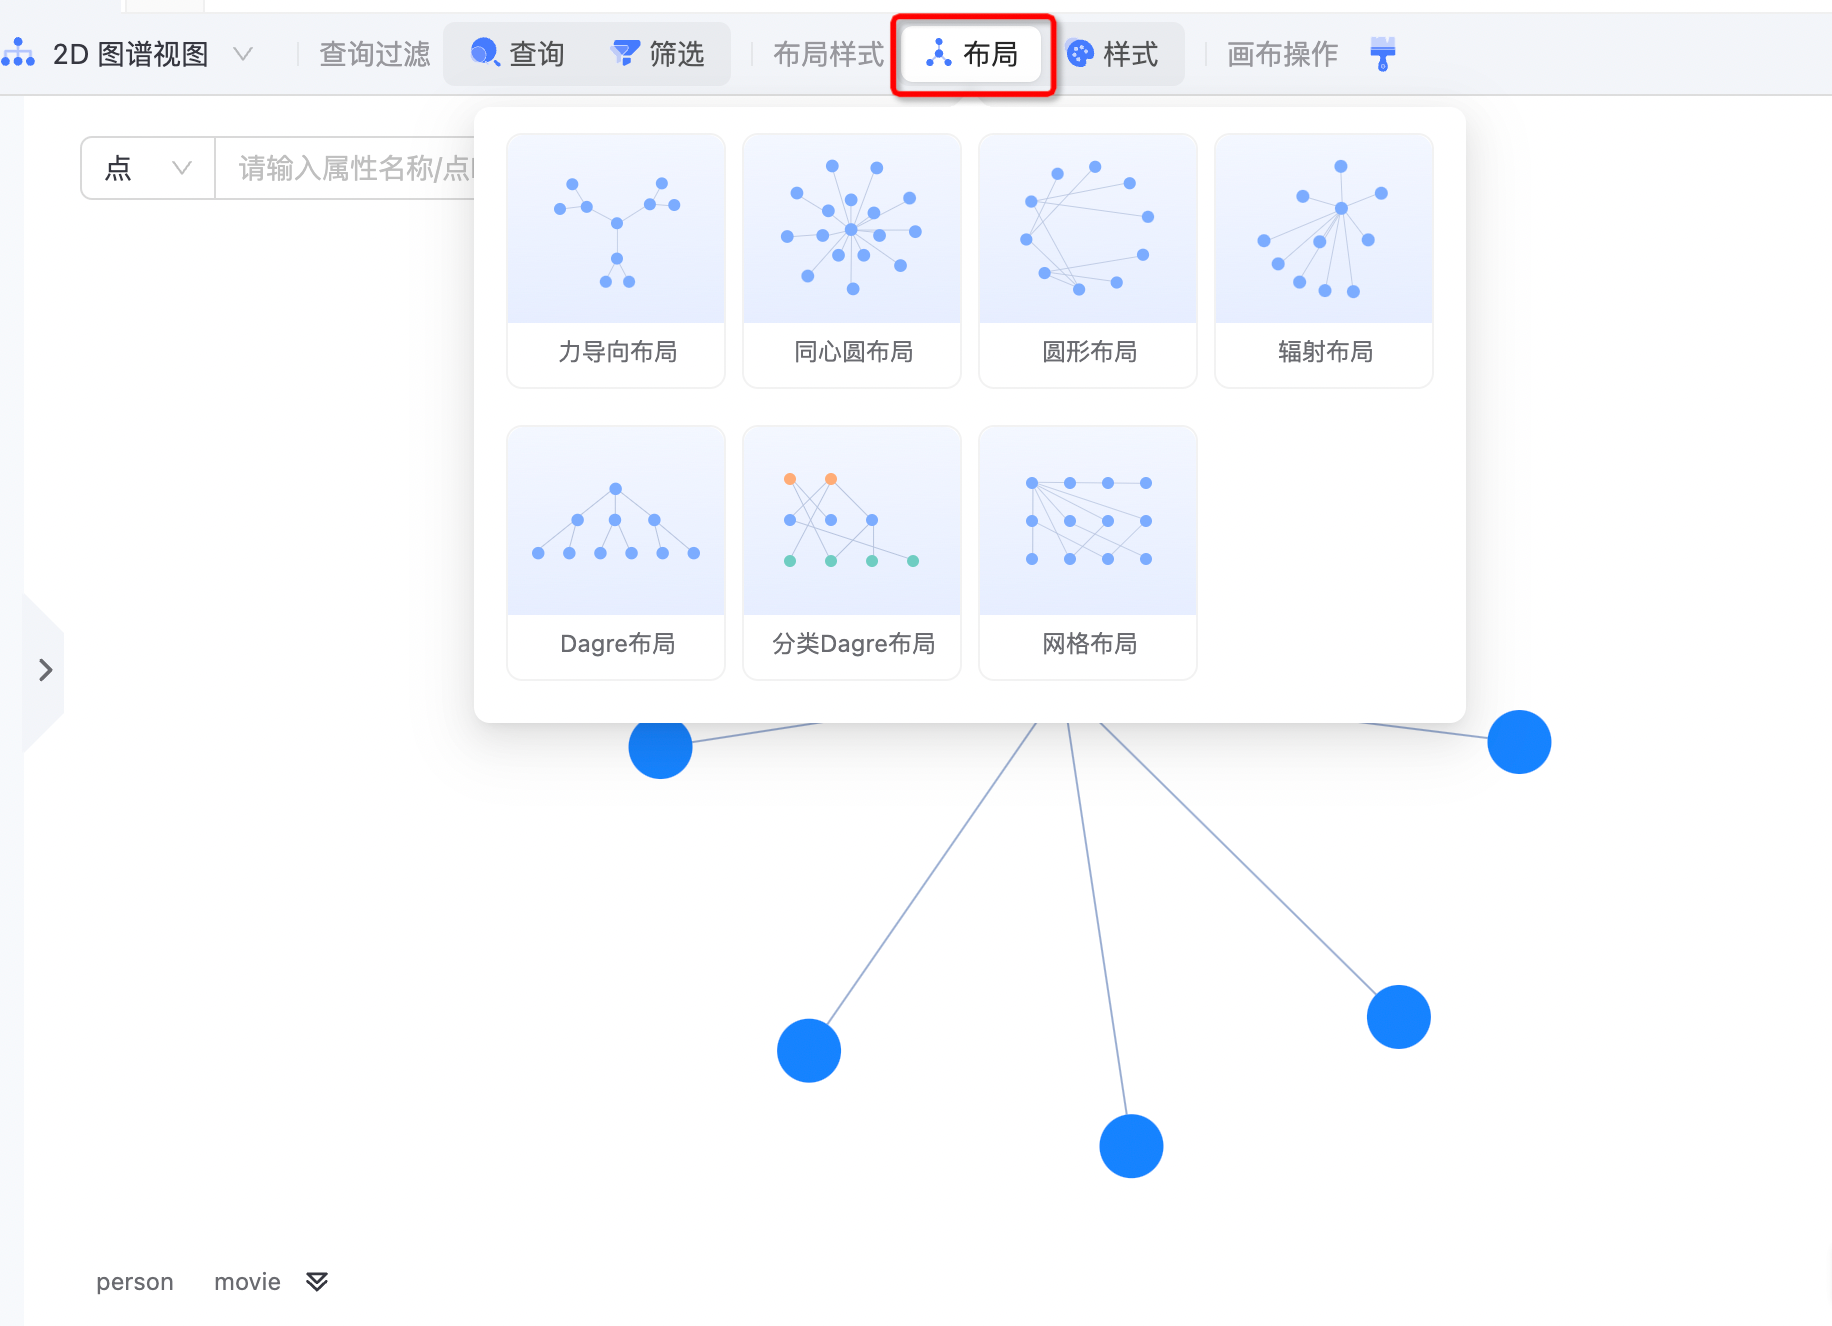 2D 图谱视图 查询过滤 查询 筛选 布局样式 布局 样式 画布操作
点 请输入属性名称/点
力导向布局 同心圆布局 圆形布局 辐射布局
Dagre布局 分类Dagre布局 网格布局
person movie